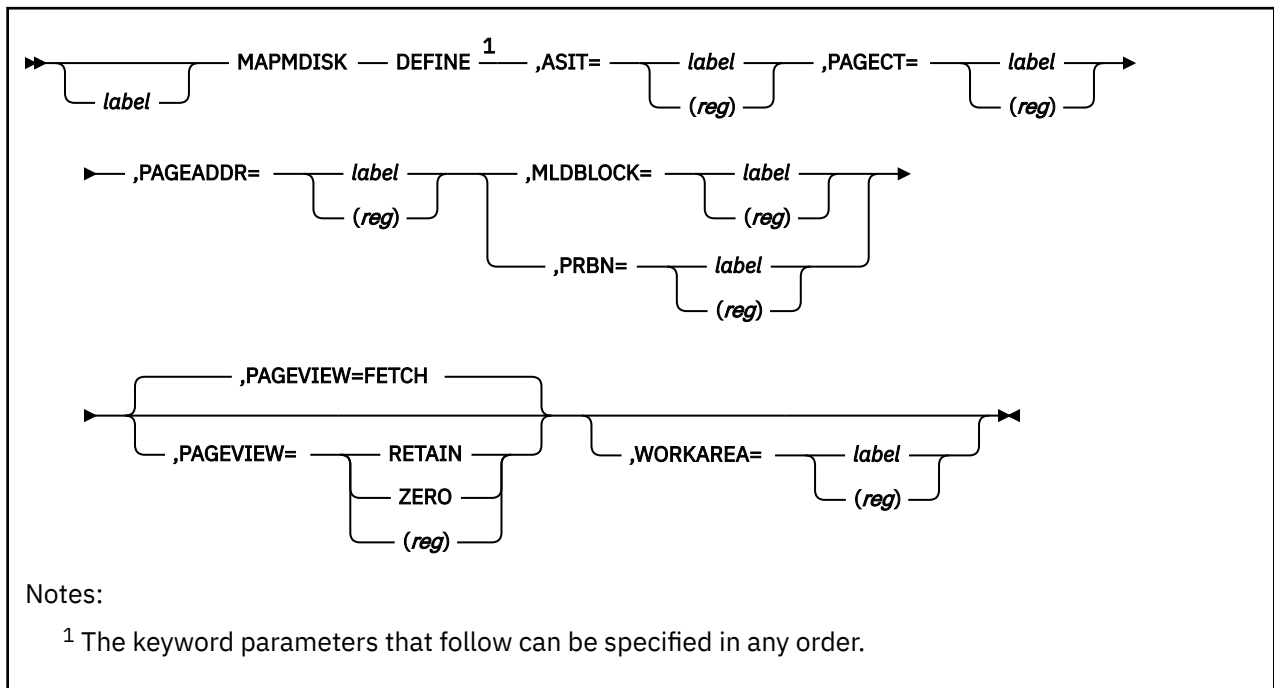 MAPMDISK DEFINE 1 ,ASIT= label ,PAGECT= label
label (reg) (reg)
,PAGEADDR= label ,MLDBLOCK= label
(reg) (reg)
,PRBN= label
(reg)
,PAGEVIEW=FETCH
,PAGEVIEW= RETAIN ,WORKAREA= label
ZERO (reg)
(reg)
Notes:
1 The keyword parameters that follow can be specified in any order.